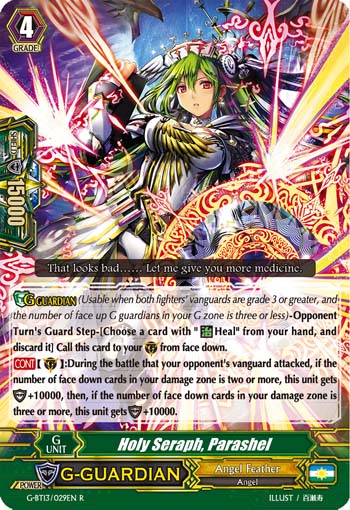 4
GRADE
SHIELD
15000
That looks bad...... Let me give you more medicine.
G GUARDIAN (Usable when both fighters' vanguards are grade 3 or greater, and
the number of face up G guardians in your G zone is three or less)-Opponent
Turn's Guard Step-[Choose a card with "Heal" from your hand, and
discard it] Call this card to your G from face down.
CONT [ ]:During the battle that your opponent's vanguard attacked, if the
number of face down cards in your damage zone is two or more, this unit gets
+10000, then, if the number of face down cards in your damage zone is
three or more, this unit gets +10000.
G
UNIT
Holy Seraph, Parashel
POWER
G-GUARDIAN
Angel Feather
Angel
G-BT13/029EN R
ILLUST / 百瀬寿